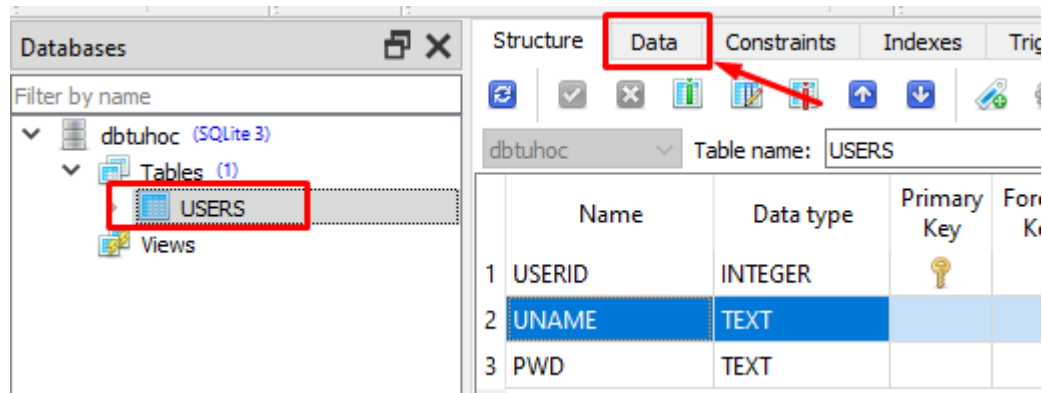 Databases
Filter by name
dbtuhoc (SQLite 3)
Tables (1)
USERS
Views
Structure Data Constraints Indexes
dbtuhoc Table name: USERS
Name Data type Primary Key
1 USERID INTEGER
2 UNAME TEXT
3 PWD TEXT